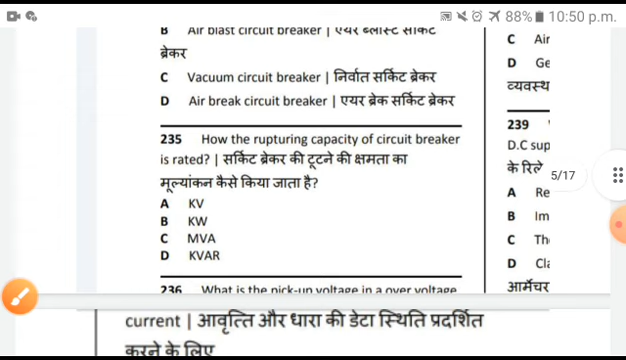 88% 10:50 p.m.
B Air blast circuit breaker | एयर ब्लास्ट सर्किट
ब्रेकर
C Vacuum circuit breaker | निर्वात सर्किट ब्रेकर
D Air break circuit breaker | एयर ब्रेक सर्किट ब्रेकर
235 How the rupturing capacity of circuit breaker
is rated? | सर्किट ब्रेकर की टूटने की क्षमता का
मूल्यांकन कैसे किया जाता है?
A KV
B KW
C MVA
D KVAR
236 What is the pick-up voltage in a over voltage
C Air
D Ge
व्यवस्थ
239
D.C sup
के रिले
5/17
A Re
B Im
C Th
D Cla
आर्मेचर
current | आवृत्ति और धारा की डेटा स्थिति प्रदर्शित
करने के लिए